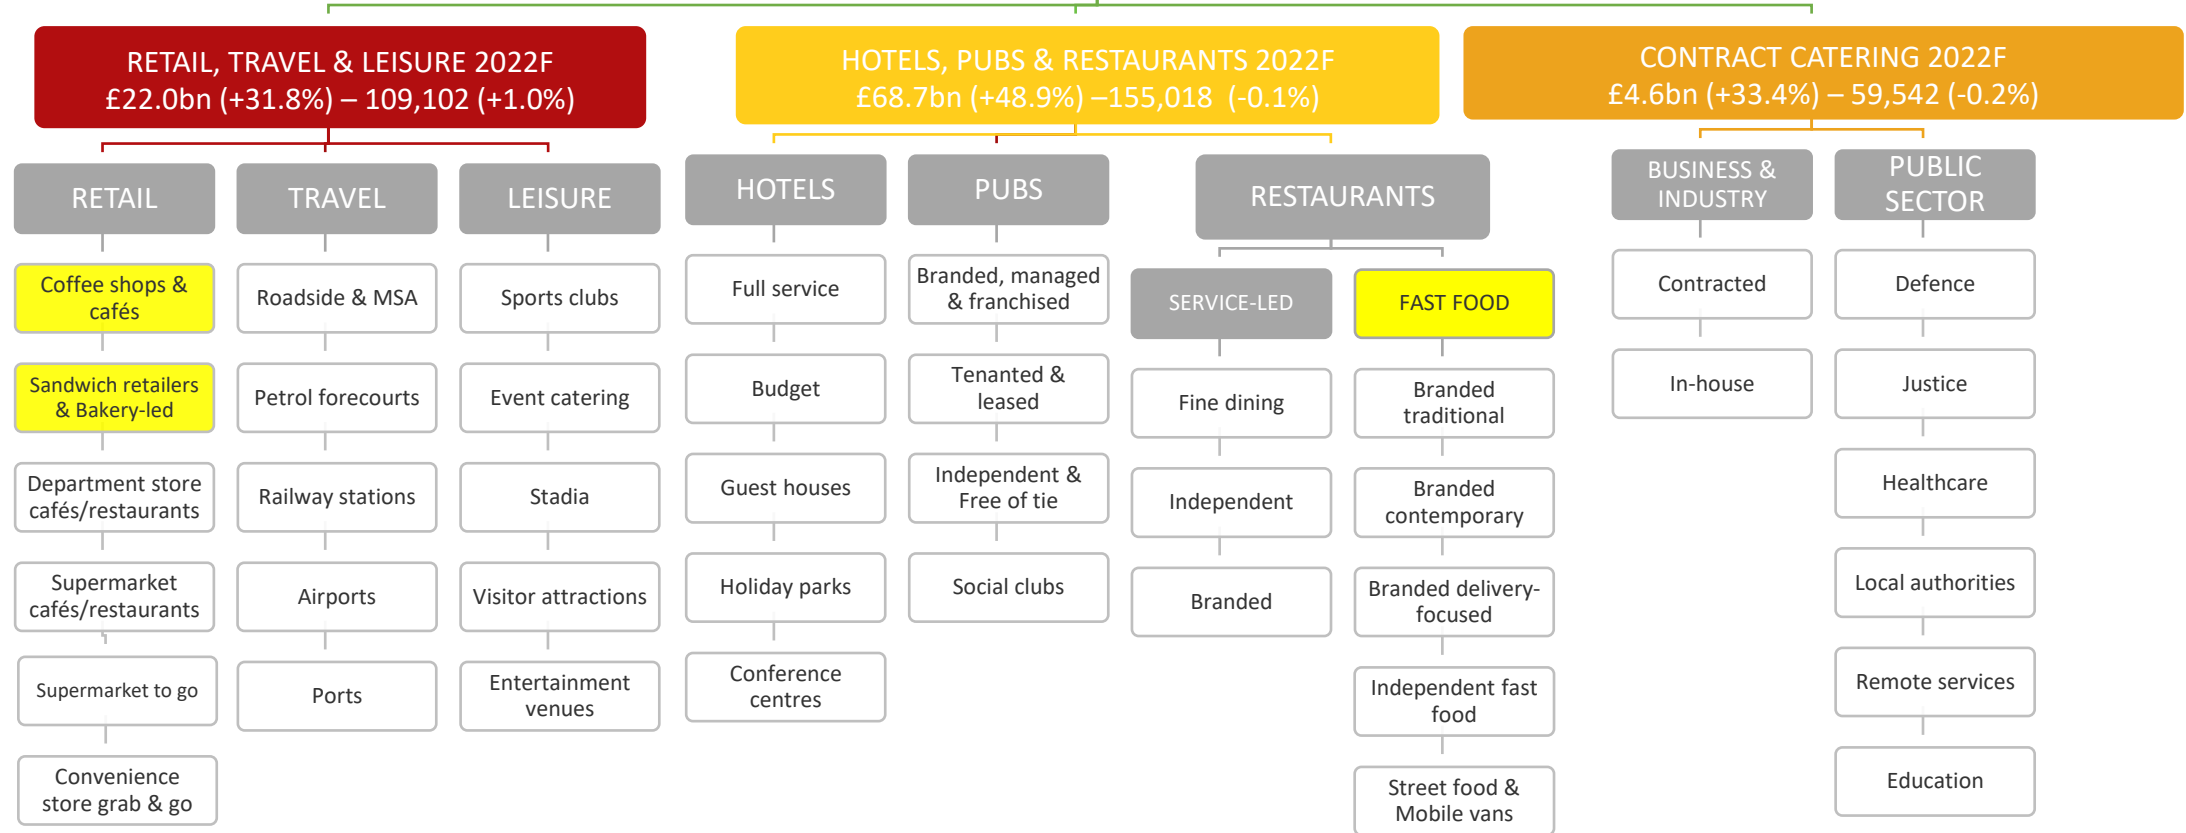 RETAIL, TRAVEL & LEISURE 2022F
£22.0bn (+31.8%) – 109,102 (+1.0%)
HOTELS, PUBS & RESTAURANTS 2022F
£68.7bn (+48.9%) –155,018 (-0.1%)
CONTRACT CATERING 2022F
£4.6bn (+33.4%) – 59,542 (-0.2%)
RETAIL
Coffee shops &
cafés
Sandwich retailers
& Bakery-led
Department store
cafés/restaurants
Supermarket
cafés/restaurants
Supermarket to go
Convenience
store grab & go
TRAVEL
Roadside & MSA
Petrol forecourts
Railway stations
Airports
Ports
LEISURE
Sports clubs
Event catering
Stadia
Visitor attractions
Entertainment
venues
HOTELS
Full service
Budget
Guest houses
Holiday parks
Conference
centres
PUBS
Branded, managed
& franchised
Tenanted &
leased
Independent &
Free of tie
Social clubs
RESTAURANTS
SERVICE-LED
Fine dining
Independent
Branded
FAST FOOD
Branded
traditional
Branded
contemporary
Branded delivery-
focused
Independent fast
food
Street food &
Mobile vans
BUSINESS &
INDUSTRY
Contracted
In-house
PUBLIC
SECTOR
Defence
Justice
Healthcare
Local authorities
Remote services
Education